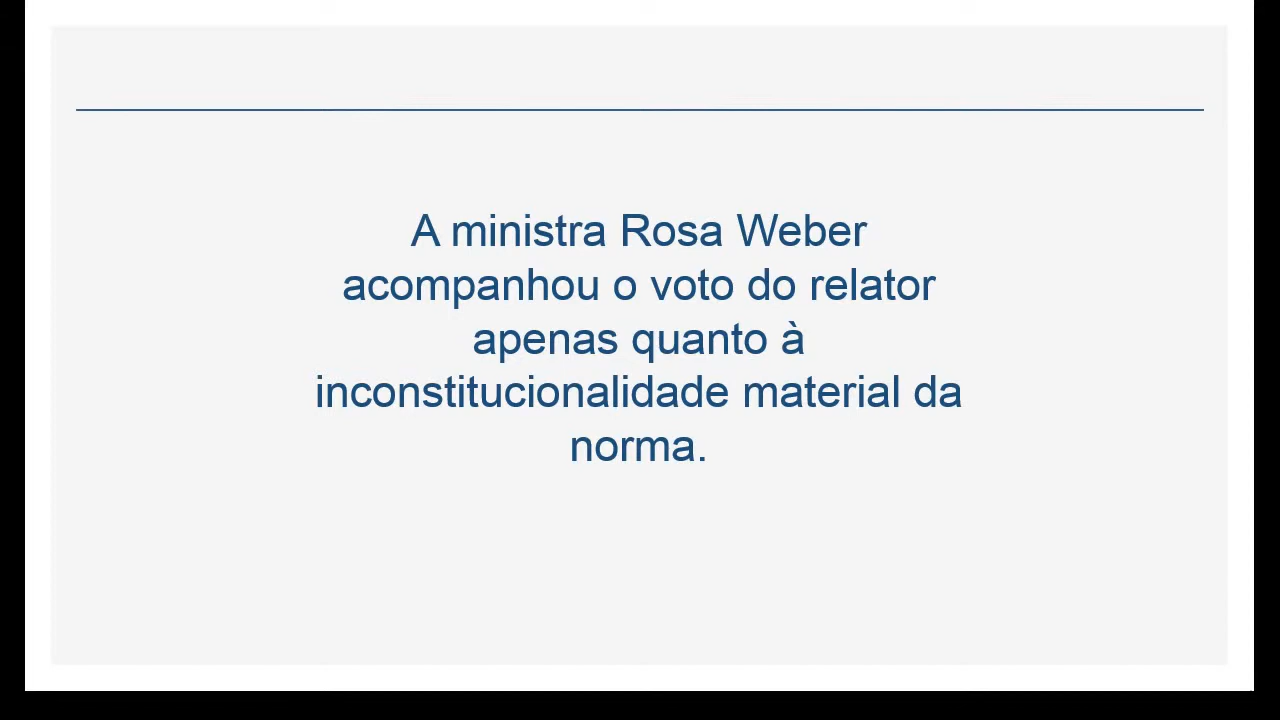 A ministra Rosa Weber
acompanhou o voto do relator
apenas quanto à
inconstitucionalidade material da
norma.